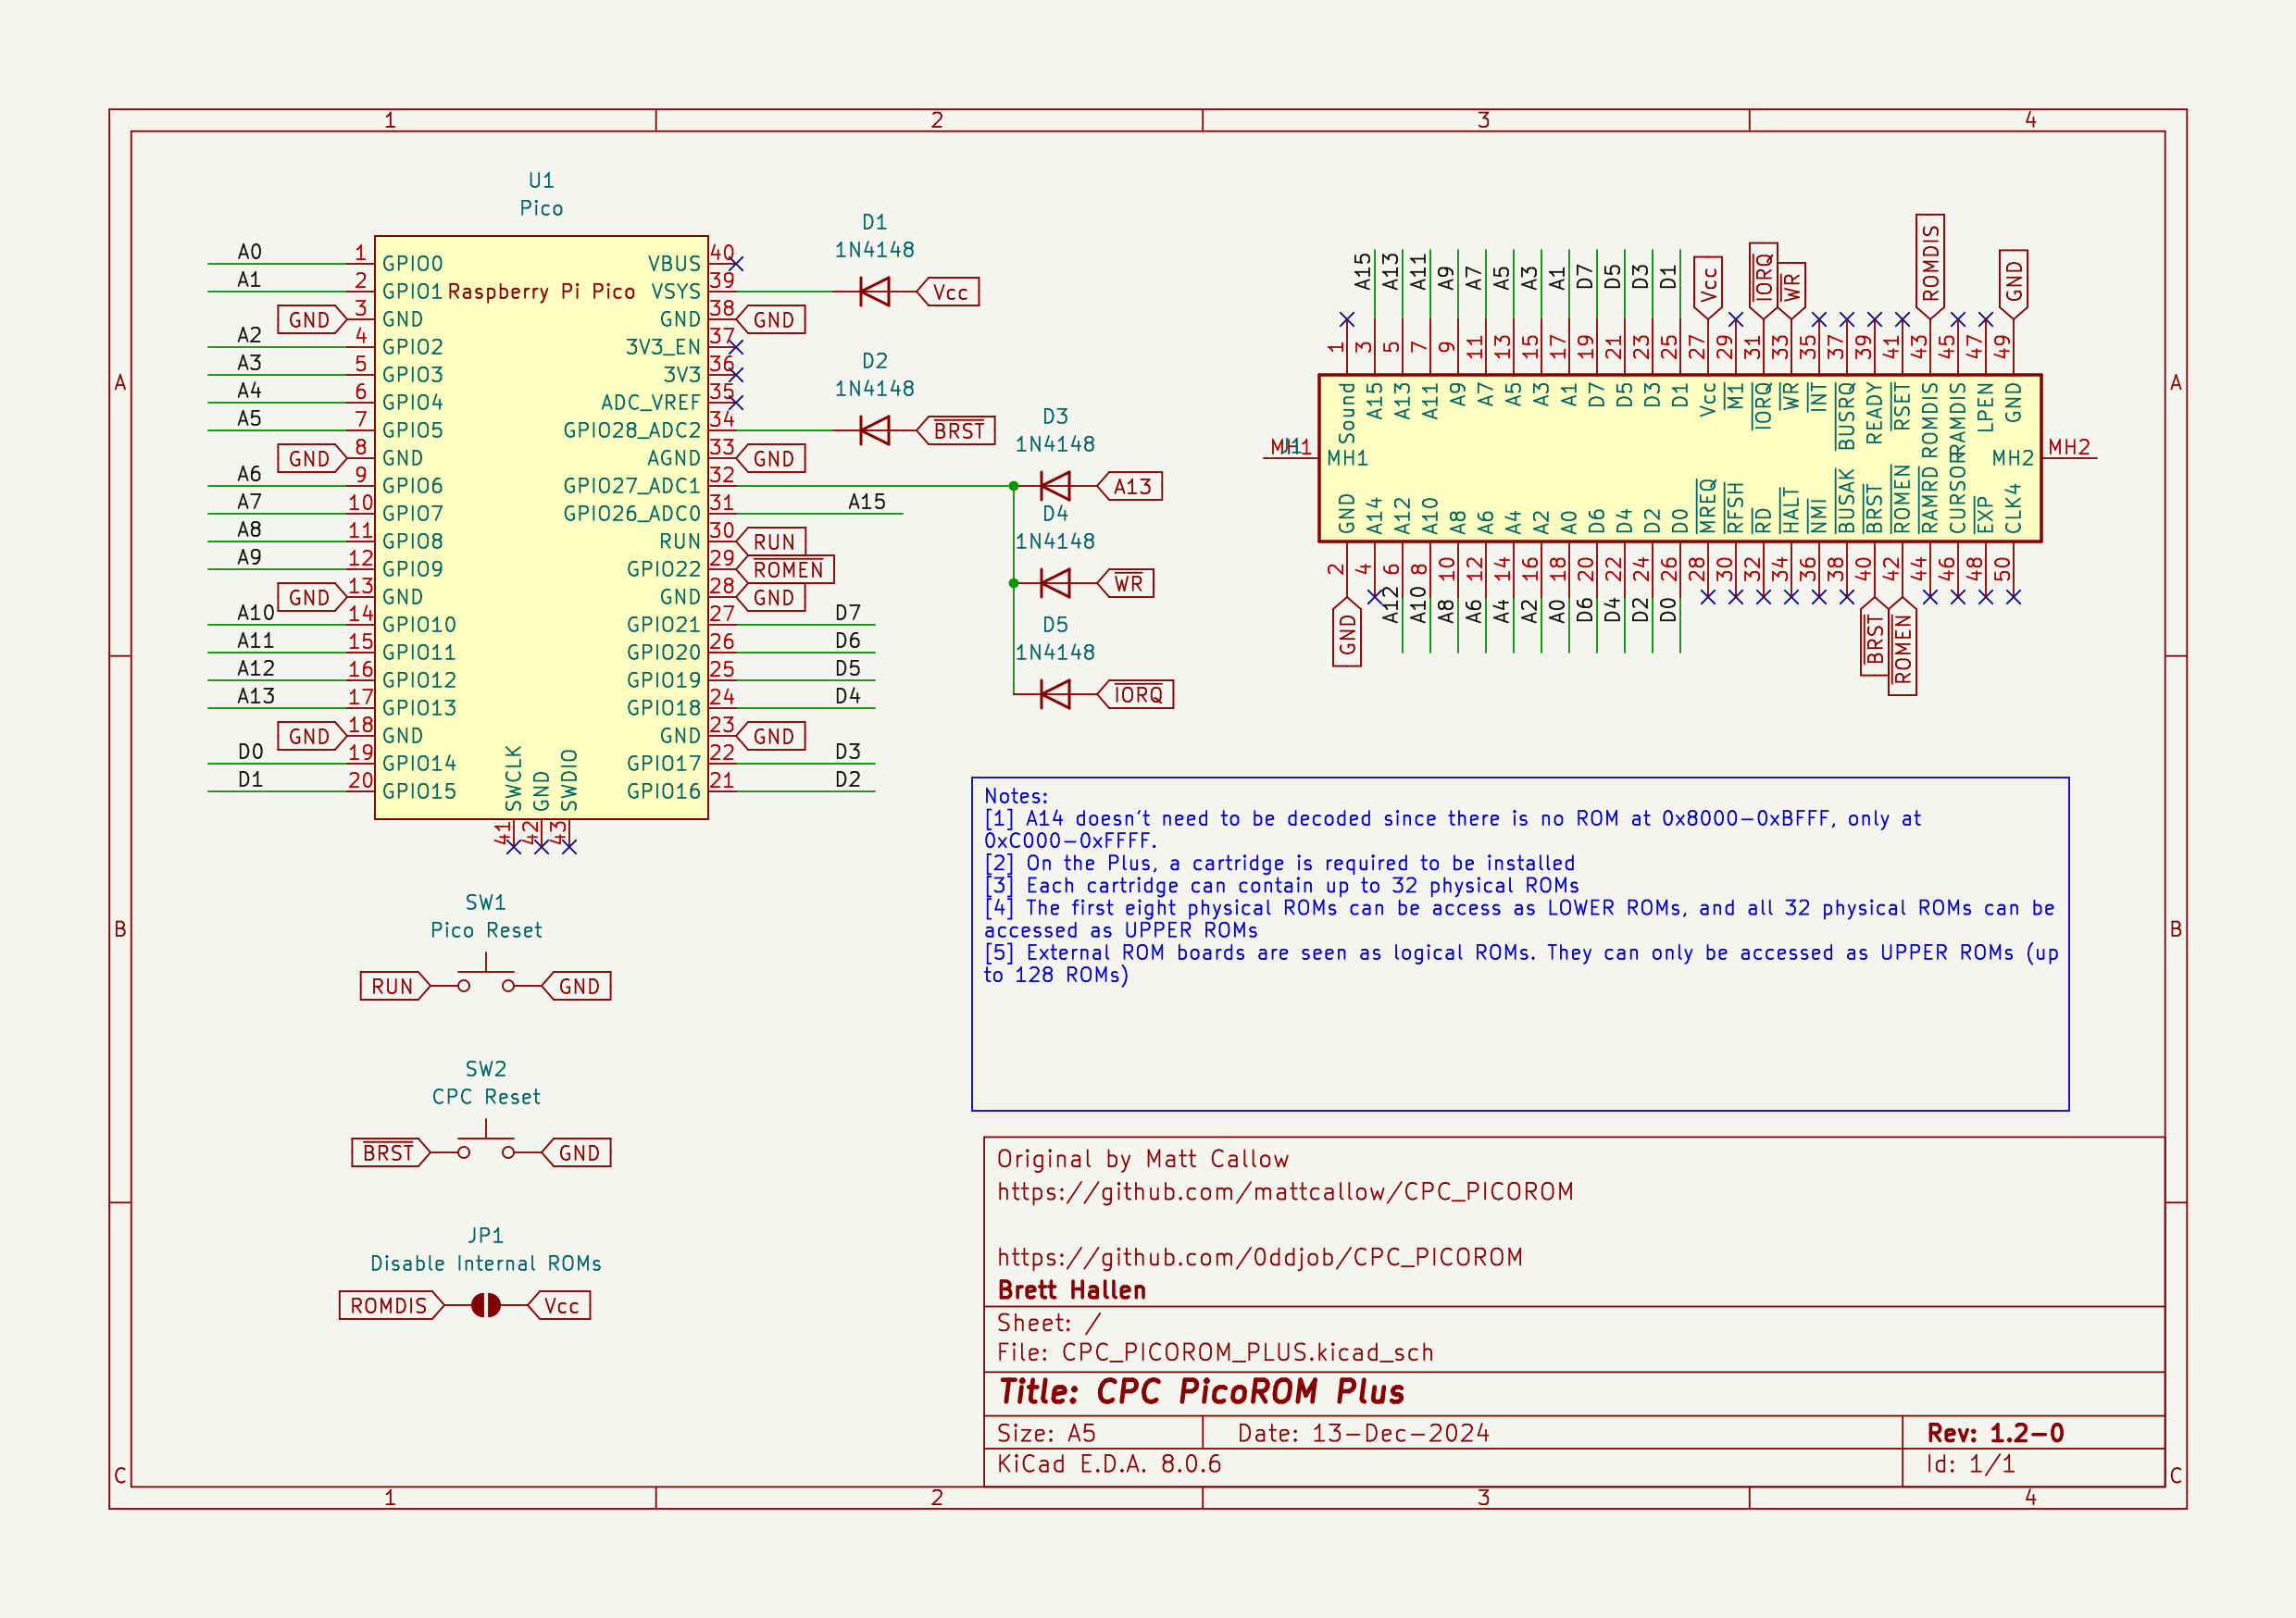 1 2 3 4
A A
B B
C C
1 2 3 4
U1
Pico
Raspberry Pi Pico
A0 1 GPIO0
A1 2 GPIO1
GND 3 GND
A2 4 GPIO2
A3 5 GPIO3
A4 6 GPIO4
A5 7 GPIO5
GND 8 GND
A6 9 GPIO6
A7 10 GPIO7
A8 11 GPIO8
A9 12 GPIO9
GND 13 GND
A10 14 GPIO10
A11 15 GPIO11
A12 16 GPIO12
A13 17 GPIO13
GND 18 GND
D0 19 GPIO14
D1 20 GPIO15
VBUS 40
VSYS 39
GND 38 GND
3V3_EN 37
3V3 36
ADC_VREF 35
GPIO28_ADC2 34
AGND 33 GND
GPIO27_ADC1 32
GPIO26_ADC0 31 A15
RUN 30 RUN
GPIO22 29 ROMEN
GND 28 GND
GPIO21 27 D7
GPIO20 26 D6
GPIO19 25 D5
GPIO18 24 D4
GND 23 GND
GPIO17 22 D3
GPIO16 21 D2
SWCLK GND SWDIO
41 42 43
D1
1N4148
Vcc
D2
1N4148
BRST
D3
1N4148
A13
D4
1N4148
WR
D5
1N4148
IORQ
A15 A13 A11 A9 A7 A5 A3 A1 D7 D5 D3 D1 Vcc IORQ WR ROMDIS GND
1 3 5 7 9 11 13 15 17 19 21 23 25 27 29 31 33 35 37 39 41 43 45 47 49
Sound A15 A13 A11 A9 A7 A5 A3 A1 D7 D5 D3 D1 Vcc M1 IORQ WR INT BUSRQ READY RSET ROMDIS RAMDIS LPEN GND
MH1 J1 MH1 MH2 MH2
GND A14 A12 A10 A8 A6 A4 A2 A0 D6 D4 D2 D0 MREQ RFSH RD HALT NMI BUSAK BRST ROMEN RAMRD CURSOR EXP CLK4
2 4 6 8 10 12 14 16 18 20 22 24 26 28 30 32 34 36 38 40 42 44 46 48 50
GND A12 A10 A8 A6 A4 A2 A0 D6 D4 D2 D0 BRST ROMEN
Notes:
[1] A14 doesn't need to be decoded since there is no ROM at 0x8000-0xBFFF, only at
0xC000-0xFFFF.
[2] On the Plus, a cartridge is required to be installed
[3] Each cartridge can contain up to 32 physical ROMs
[4] The first eight physical ROMs can be access as LOWER ROMs, and all 32 physical ROMs can be
accessed as UPPER ROMs
[5] External ROM boards are seen as logical ROMs. They can only be accessed as UPPER ROMs (up
to 128 ROMs)
SW1
Pico Reset
RUN GND
SW2
CPC Reset
BRST GND
JP1
Disable Internal ROMs
ROMDIS Vcc
Original by Matt Callow
https://github.com/mattcallow/CPC_PICOROM
https://github.com/0ddjob/CPC_PICOROM
Brett Hallen
Sheet: /
File: CPC_PICOROM_PLUS.kicad_sch
Title: CPC PicoROM Plus
Size: A5 Date: 13-Dec-2024 Rev: 1.2-0
KiCad E.D.A. 8.0.6 Id: 1/1